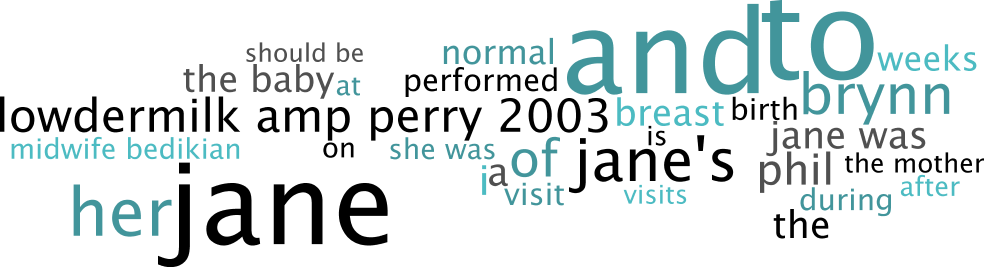 and
to
should be
normal
weeks
the baby
at
performed
brynn
lowdermilk amp perry 2003
breast
birth
midwife bedikian
on
she was
of
jane's
is
jane was
phil
the mother
i
a
visit
visits
during
after
her
jane
the